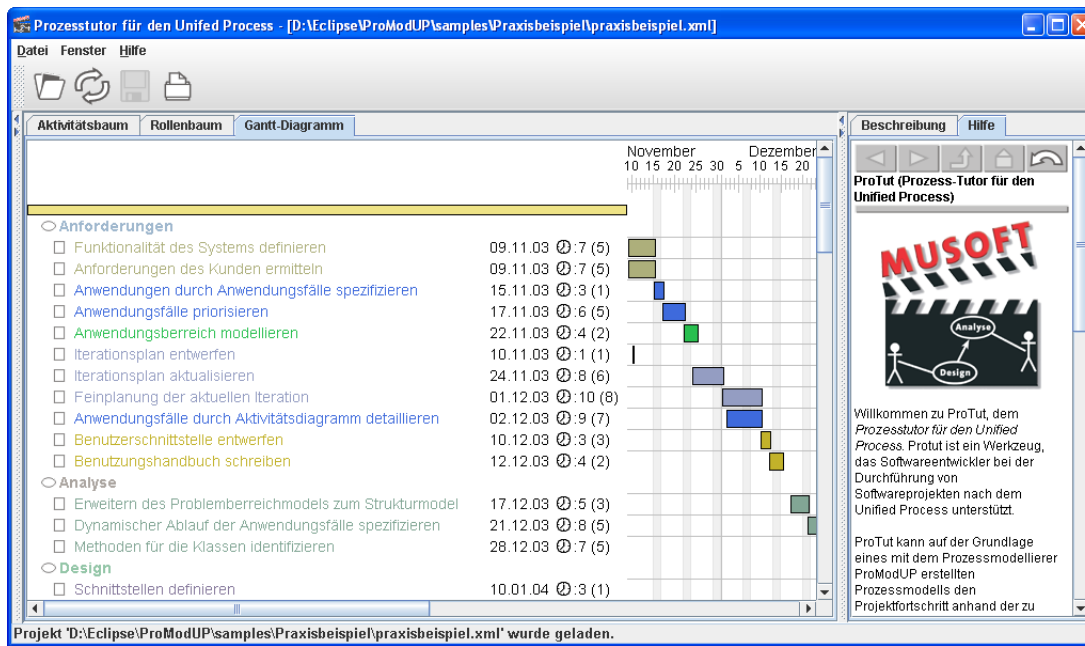 Prozesstutor für den Unifed Process - [D:\Eclipse\ProModUP\samples\Praxisbeispiel\praxisbeispiel.xml]
Datei Fenster Hilfe
Aktivitätsbaum Rollenbaum Gantt-Diagramm
November Dezember
10 15 20 25 30 5 10 15 20
Anforderungen
Funktionalität des Systems definieren 09.11.03 :7 (5)
Anforderungen des Kunden ermitteln 09.11.03 :7 (5)
Anwendungen durch Anwendungsfälle spezifizieren 15.11.03 :3 (1)
Anwendungsfälle priorisieren 17.11.03 :6 (5)
Anwendungsberreich modellieren 22.11.03 :4 (2)
Iterationsplan entwerfen 10.11.03 :1 (1)
Iterationsplan aktualisieren 24.11.03 :8 (6)
Feinplanung der aktuellen Iteration 01.12.03 :10 (8)
Anwendungsfälle durch Aktivitätsdiagramm detaillieren 02.12.03 :9 (7)
Benutzerschnittstelle entwerfen 10.12.03 :3 (3)
Benutzungshandbuch schreiben 12.12.03 :4 (2)
Analyse
Erweitern des Problemberreichmodels zum Strukturmodel 17.12.03 :5 (3)
Dynamischer Ablauf der Anwendungsfälle spezifizieren 21.12.03 :8 (5)
Methoden für die Klassen identifizieren 28.12.03 :7 (5)
Design
Schnittstellen definieren 10.01.04 :3 (1)
Beschreibung Hilfe
ProTut (Prozess-Tutor für den
Unified Process)
MUSOFT
Analyse
Design
Willkommen zu ProTut, dem
Prozesstutor für den Unified
Process. Protut ist ein Werkzeug,
das Softwareentwickler bei der
Durchführung von
Softwareprojekten nach dem
Unified Process unterstützt.
ProTut kann auf der Grundlage
eines mit dem Prozessmodellierer
ProModUP erstellten
Prozessmodells den
Projektfortschritt anhand der zu
Projekt 'D:\Eclipse\ProModUP\samples\Praxisbeispiel\praxisbeispiel.xml' wurde geladen.